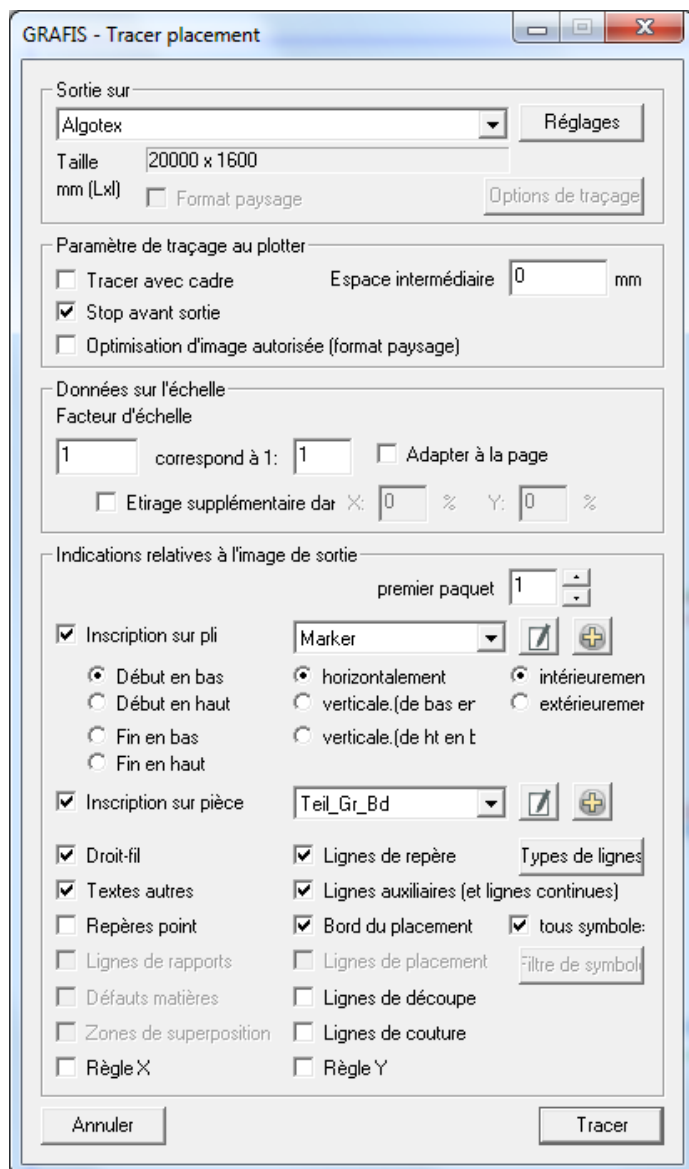 GRAFIS - Tracer placement
Sortie sur
Algotex
Réglages
Taille
20000 x 1600
mm (Lxl)
Format paysage
Options de traçage
Paramètre de traçage au plotter
Tracer avec cadre
Espace intermédiaire
0
mm
Stop avant sortie
Optimisation d'image autorisée (format paysage)
Données sur l'échelle
Facteur d'échelle
1
correspond à 1:
1
Adapter à la page
Etirage supplémentaire dar
X:
0
%
Y:
0
%
Indications relatives à l'image de sortie
premier paquet
1
Inscription sur pli
Marker
Début en bas
horizontalement
intérieuremen
Début en haut
verticale.(de bas er
extérieuremer
Fin en bas
verticale.(de ht en b
Fin en haut
Inscription sur pièce
Teil_Gr_Bd
Droit-fil
Lignes de repère
Types de lignes
Textes autres
Lignes auxiliaires (et lignes continues)
Repères point
Bord du placement
tous symboles
Lignes de rapports
Lignes de placement
Filtre de symbole
Défauts matières
Lignes de découpe
Zones de superposition
Lignes de couture
Règle X
Règle Y
Annuler
Tracer